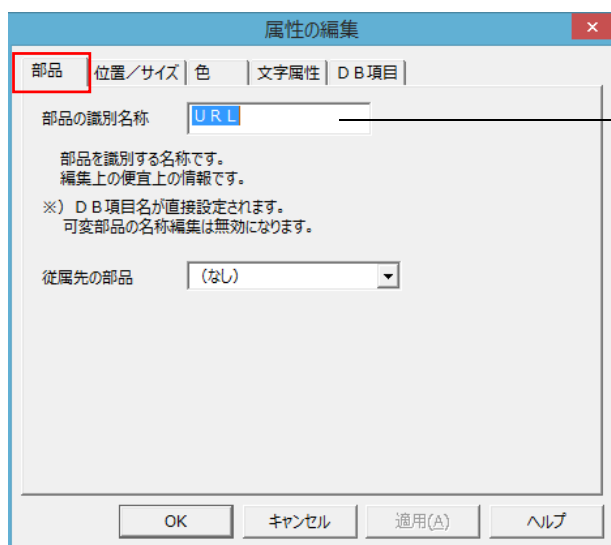 属性の編集 ×
部品 位置／サイズ 色 文字属性 ＤＢ項目
部品の識別名称 ＵＲＬ
部品を識別する名称です。
編集上の便宜上の情報です。
※）ＤＢ項目名が直接設定されます。
可変部品の名称編集は無効になります。
従属先の部品 （なし）
OK キャンセル 適用(A) ヘルプ